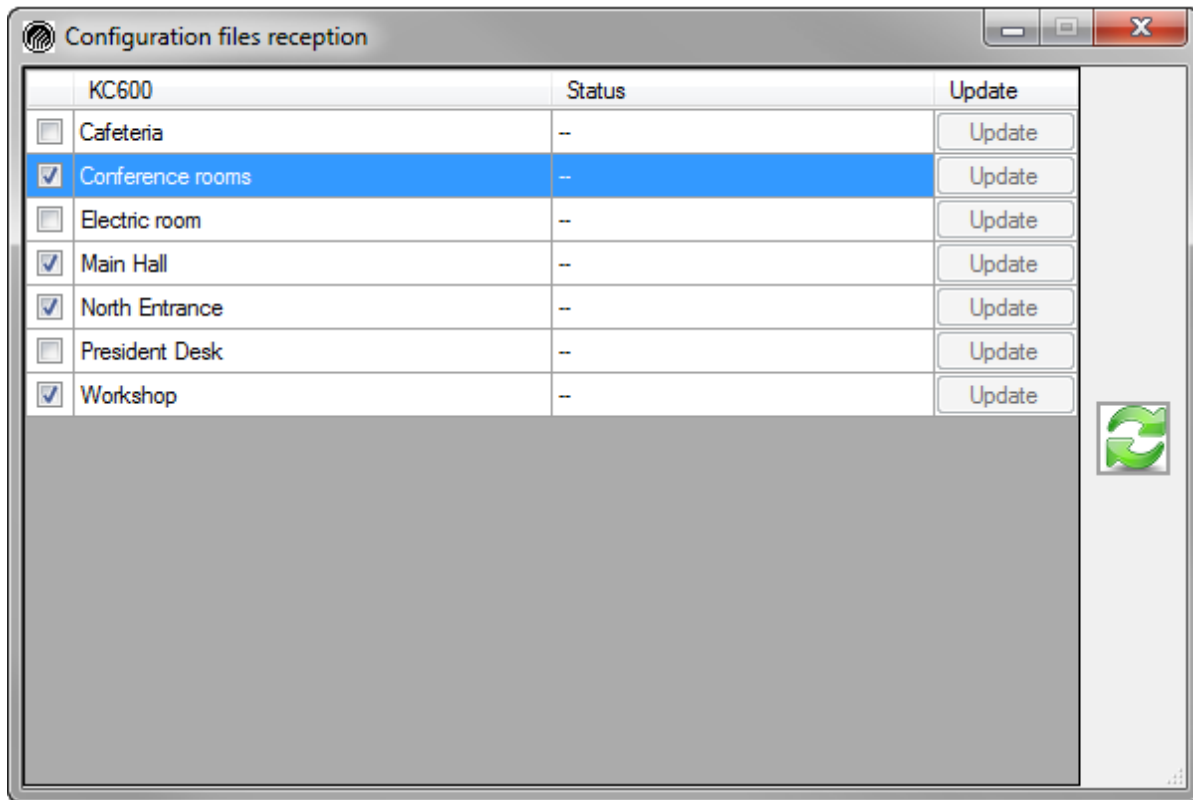 Configuration files reception
KC600 Status Update
Cafeteria -- Update
Conference rooms -- Update
Electric room -- Update
Main Hall -- Update
North Entrance -- Update
President Desk -- Update
Workshop -- Update